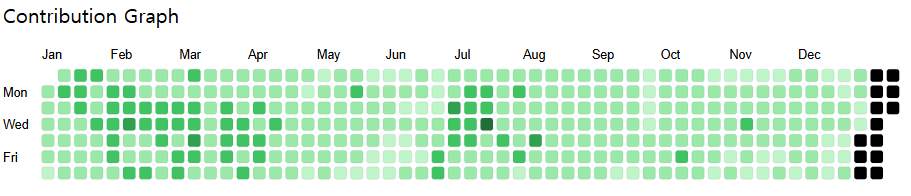 Contribution Graph
Jan Feb Mar Apr May Jun Jul Aug Sep Oct Nov Dec
Mon
Wed
Fri